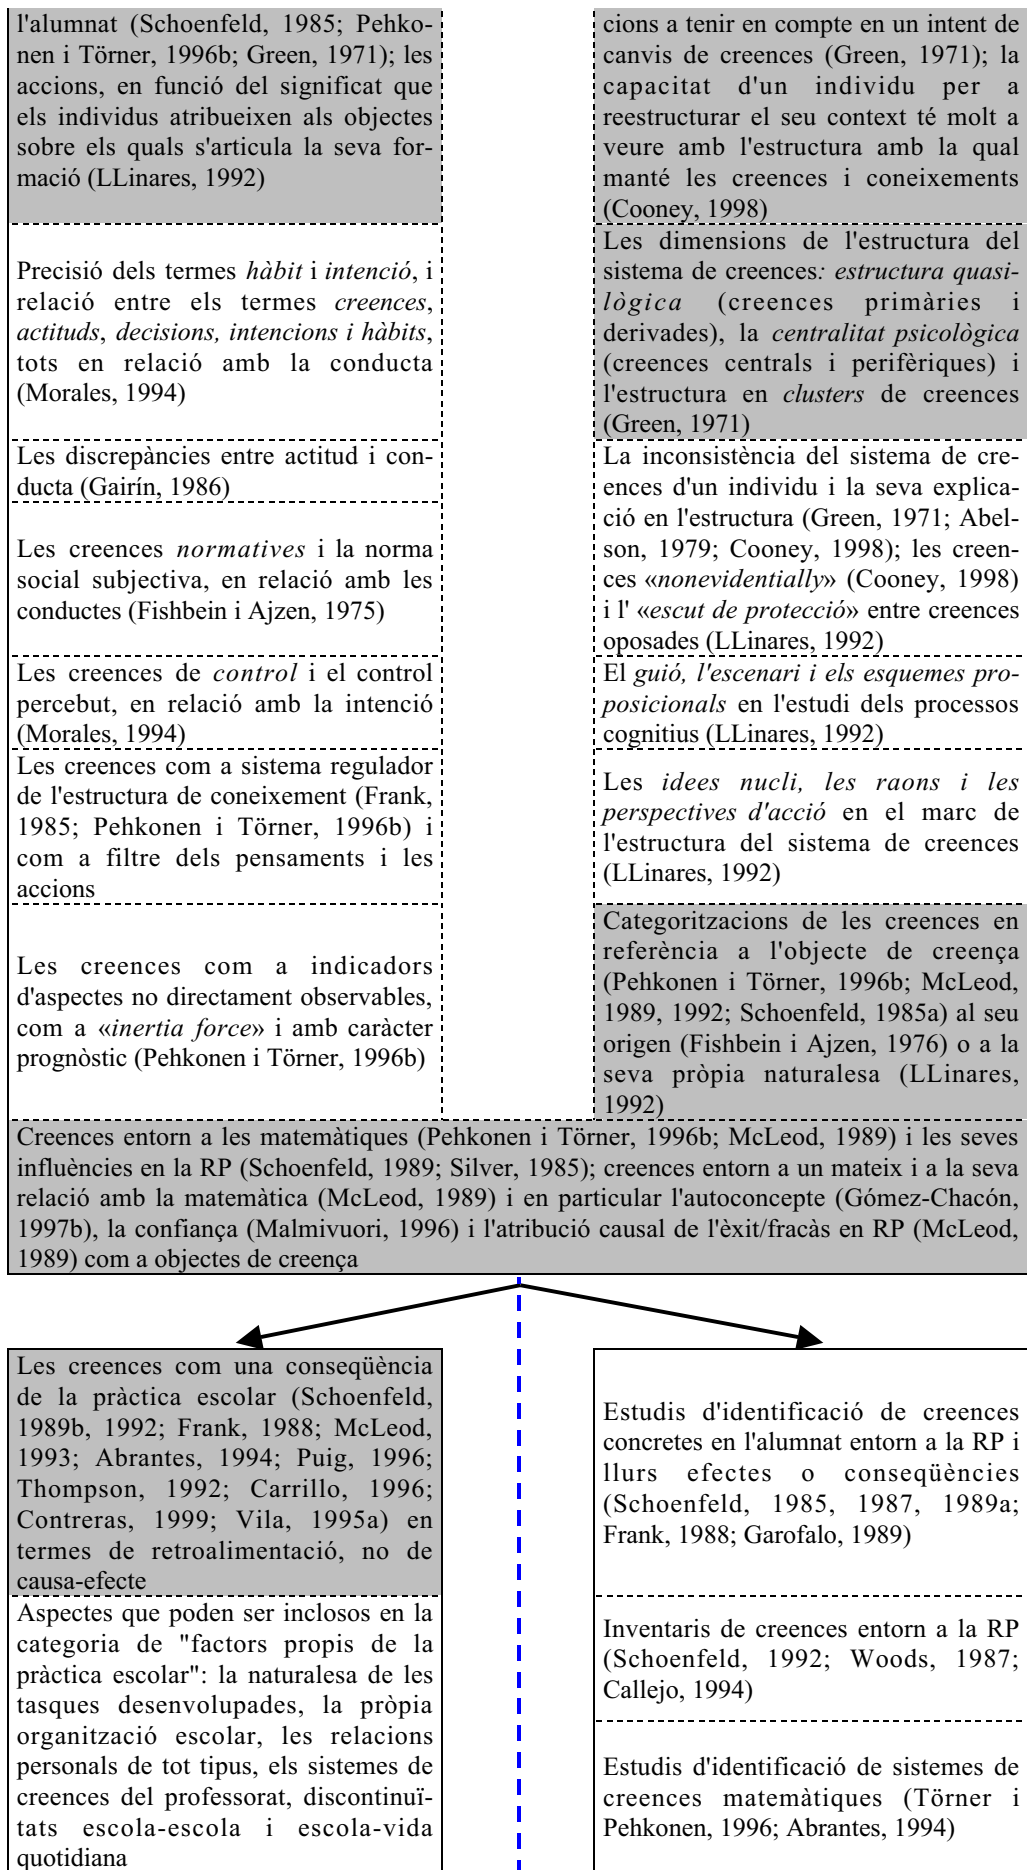 l'alumnat (Schoenfeld, 1985; Pehko-
nen i Törner, 1996b; Green, 1971); les
accions, en funció del significat que
els individus atribueixen als objectes
sobre els quals s'articula la seva for-
mació (LLinares, 1992)
Precisió dels termes hàbit i intenció, i
relació entre els termes creences,
actituds, decisions, intencions i hàbits,
tots en relació amb la conducta
(Morales, 1994)
Les discrepàncies entre actitud i con-
ducta (Gairín, 1986)
Les creences normatives i la norma
social subjectiva, en relació amb les
conductes (Fishbein i Ajzen, 1975)
Les creences de control i el control
percebut, en relació amb la intenció
(Morales, 1994)
Les creences com a sistema regulador
de l'estructura de coneixement (Frank,
1985; Pehkonen i Törner, 1996b) i
com a filtre dels pensaments i les
accions
Les creences com a indicadors
d'aspectes no directament observables,
com a «inertia force» i amb caràcter
prognòstic (Pehkonen i Törner, 1996b)
cions a tenir en compte en un intent de
canvis de creences (Green, 1971); la
capacitat d'un individu per a
reestructurar el seu context té molt a
veure amb l'estructura amb la qual
manté les creences i coneixements
(Cooney, 1998)
Les dimensions de l'estructura del
sistema de creences: estructura quasi-
lògica (creences primàries i
derivades), la centralitat psicològica
(creences centrals i perifèriques) i
l'estructura en clusters de creences
(Green, 1971)
La inconsistència del sistema de cre-
ences d'un individu i la seva explica-
ció en l'estructura (Green, 1971; Abel-
son, 1979; Cooney, 1998); les creen-
ces «nonevidentially» (Cooney, 1998)
i l' «escut de protecció» entre creences
oposades (LLinares, 1992)
El guió, l'escenari i els esquemes pro-
posicionals en l'estudi dels processos
cognitius (LLinares, 1992)
Les idees nucli, les raons i les
perspectives d'acció en el marc de
l'estructura del sistema de creences
(LLinares, 1992)
Categoritzacions de les creences en
referència a l'objecte de creença
(Pehkonen i Törner, 1996b; McLeod,
1989, 1992; Schoenfeld, 1985a) al seu
origen (Fishbein i Ajzen, 1976) o a la
seva pròpia naturalesa (LLinares,
1992)
Creences entorn a les matemàtiques (Pehkonen i Törner, 1996b; McLeod, 1989) i les seves
influències en la RP (Schoenfeld, 1989; Silver, 1985); creences entorn a un mateix i a la seva
relació amb la matemàtica (McLeod, 1989) i en particular l'autoconcepte (Gómez-Chacón,
1997b), la confiança (Malmivuori, 1996) i l'atribució causal de l'èxit/fracàs en RP (McLeod,
1989) com a objectes de creença
Les creences com una conseqüència
de la pràctica escolar (Schoenfeld,
1989b, 1992; Frank, 1988; McLeod,
1993; Abrantes, 1994; Puig, 1996;
Thompson, 1992; Carrillo, 1996;
Contreras, 1999; Vila, 1995a) en
termes de retroalimentació, no de
causa-efecte
Aspectes que poden ser inclosos en la
categoria de "factors propis de la
pràctica escolar": la naturalesa de les
tasques desenvolupades, la pròpia
organització escolar, les relacions
personals de tot tipus, els sistemes de
creences del professorat, discontinuï-
tats escola-escola i escola-vida
quotidiana
Estudis d'identificació de creences
concretes en l'alumnat entorn a la RP i
llurs efectes o conseqüències
(Schoenfeld, 1985, 1987, 1989a;
Frank, 1988; Garofalo, 1989)
Inventaris de creences entorn a la RP
(Schoenfeld, 1992; Woods, 1987;
Callejo, 1994)
Estudis d'identificació de sistemes de
creences matemàtiques (Törner i
Pehkonen, 1996; Abrantes, 1994)